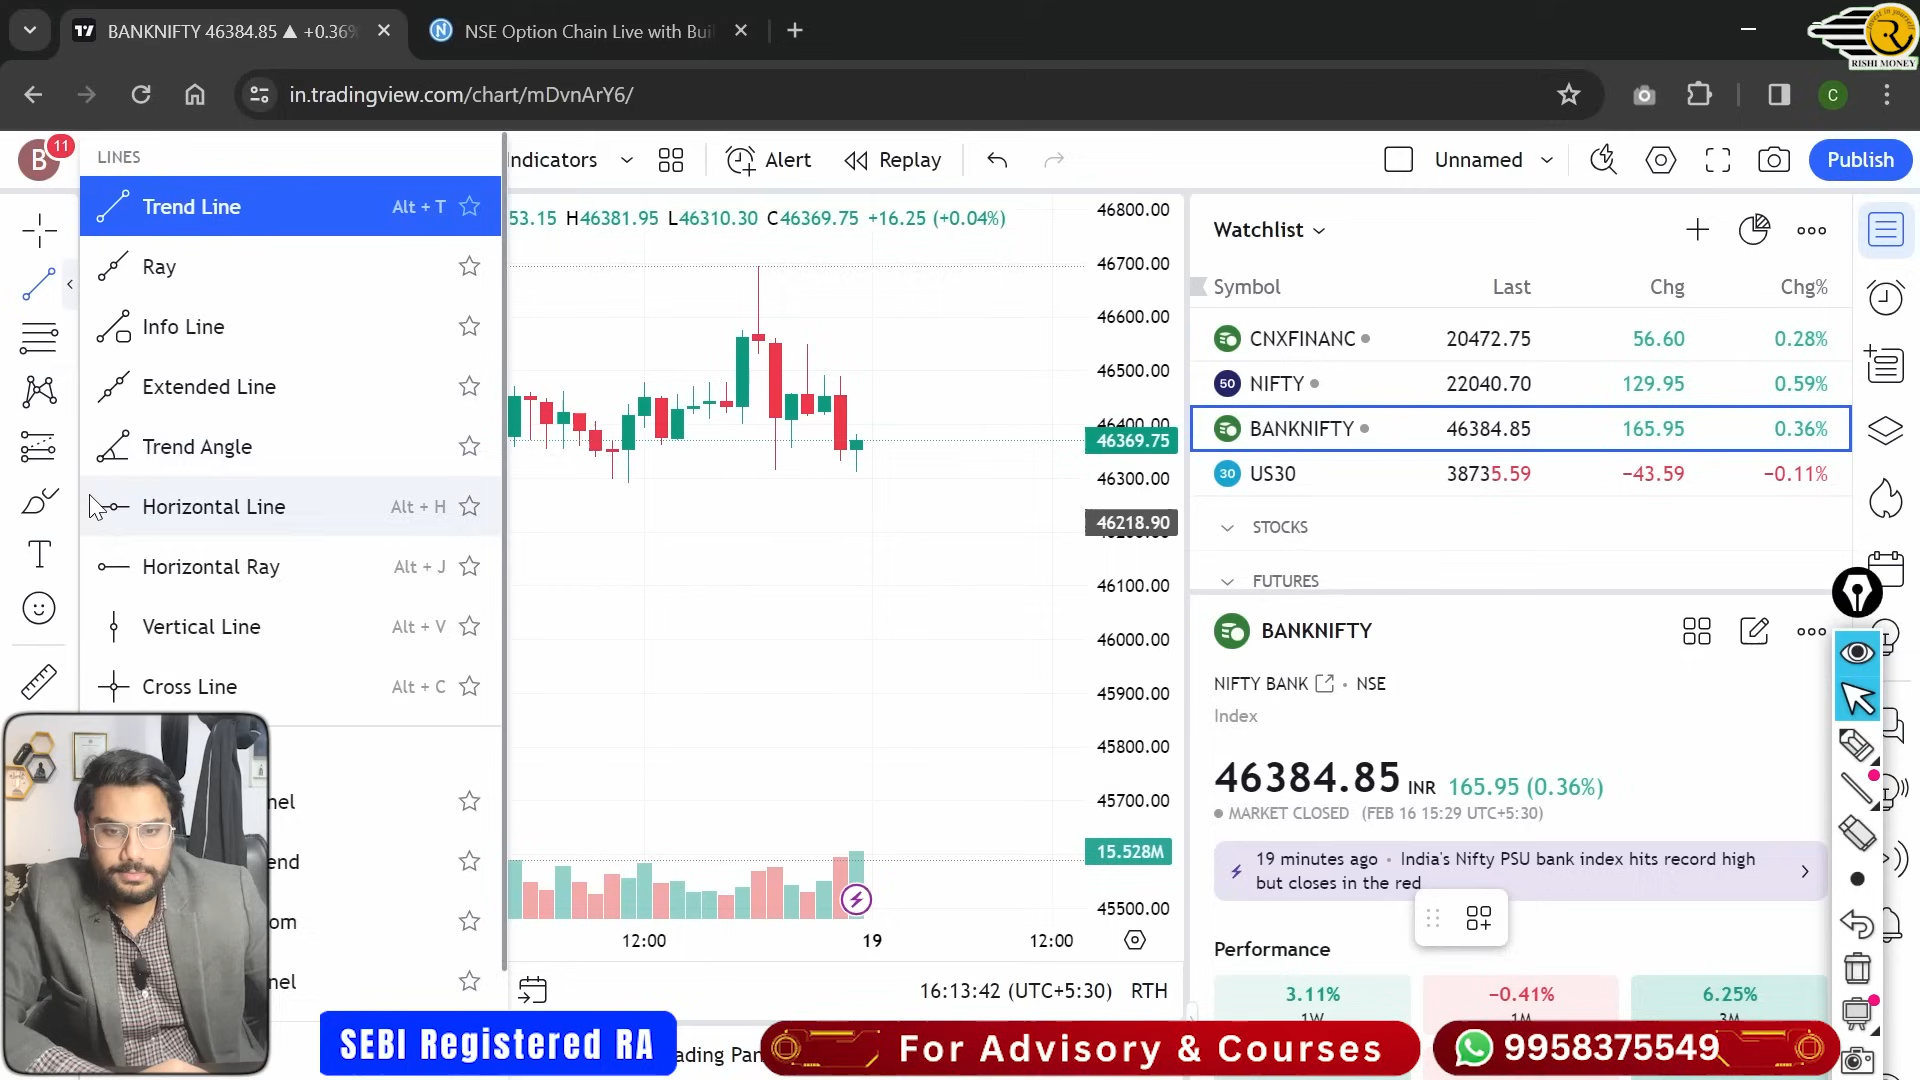 BANKNIFTY 46384.85 ▲ +0.36%
NSE Option Chain Live with Bui
RISHI MONEY
in.tradingview.com/chart/mDvnArY6/
C
B
11
LINES
Indicators
Alert
Replay
Unnamed
Publish
Trend Line Alt + T
Ray
Info Line
Extended Line
Trend Angle
Horizontal Line Alt + H
Horizontal Ray Alt + J
Vertical Line Alt + V
Cross Line Alt + C
nel
end
om
nel
53.15 H46381.95 L46310.30 C46369.75 +16.25 (+0.04%)
46800.00
46700.00
46600.00
46500.00
46400.00
46369.75
46300.00
46218.90
46100.00
46000.00
45900.00
45800.00
45700.00
15.528M
45500.00
12:00 19 12:00
16:13:42 (UTC+5:30) RTH
Watchlist
Symbol Last Chg Chg%
CNXFINANC 20472.75 56.60 0.28%
50 NIFTY 22040.70 129.95 0.59%
BANKNIFTY 46384.85 165.95 0.36%
30 US30 38735.59 −43.59 −0.11%
STOCKS
FUTURES
BANKNIFTY
NIFTY BANK • NSE
Index
46384.85 INR 165.95 (0.36%)
MARKET CLOSED (FEB 16 15:29 UTC+5:30)
19 minutes ago • India's Nifty PSU bank index hits record high
but closes in the red
Performance
3.11% −0.41% 6.25%
1W 1M 3M
ading Pan
SEBI Registered RA
For Advisory & Courses
9958375549